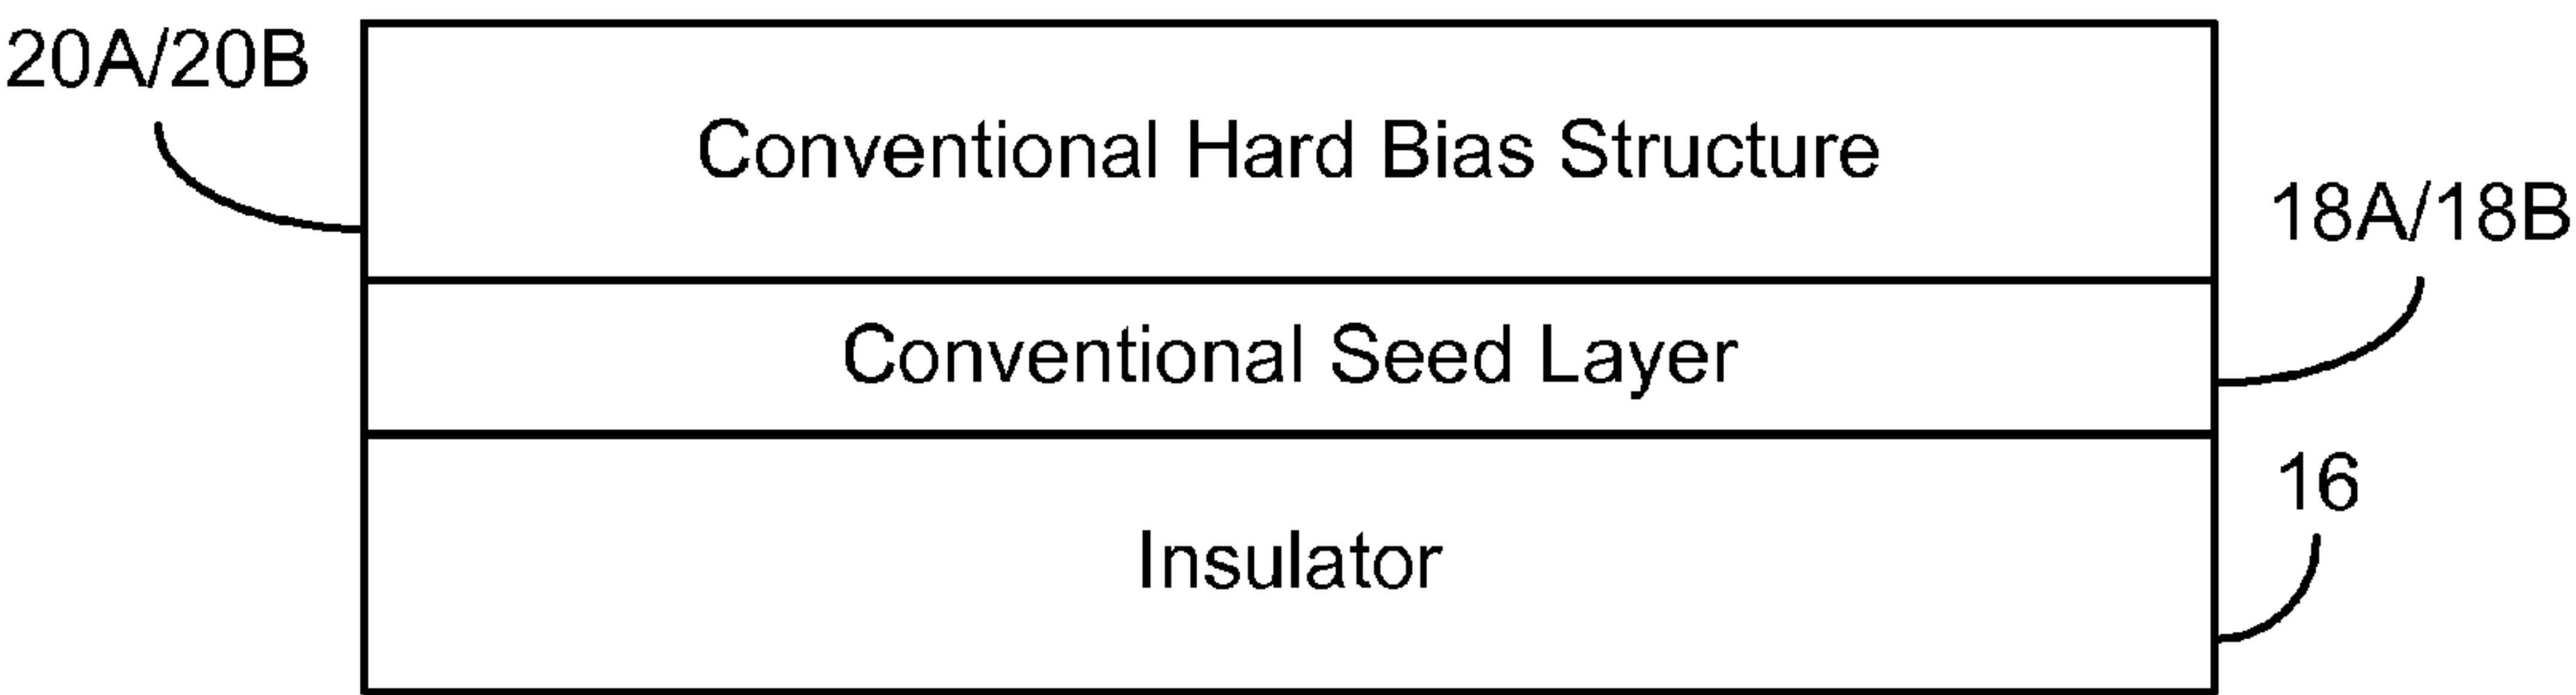 20A/20B
Conventional Hard Bias Structure
18A/18B
Conventional Seed Layer
16
Insulator